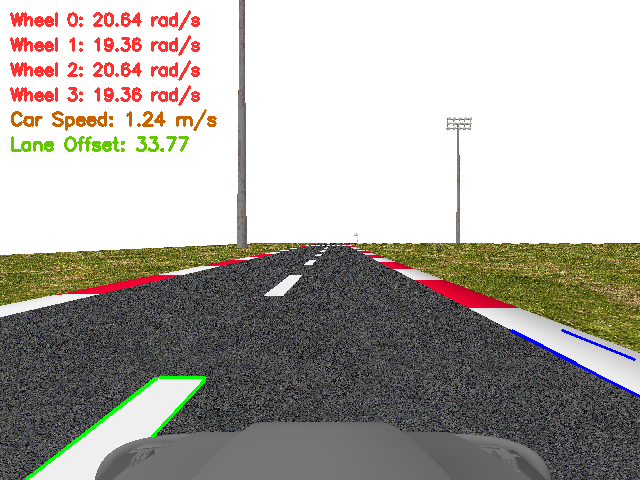 Wheel 0: 20.64 rad/s
Wheel 1: 19.36 rad/s
Wheel 2: 20.64 rad/s
Wheel 3: 19.36 rad/s
Car Speed: 1.24 m/s
Lane Offset: 33.77